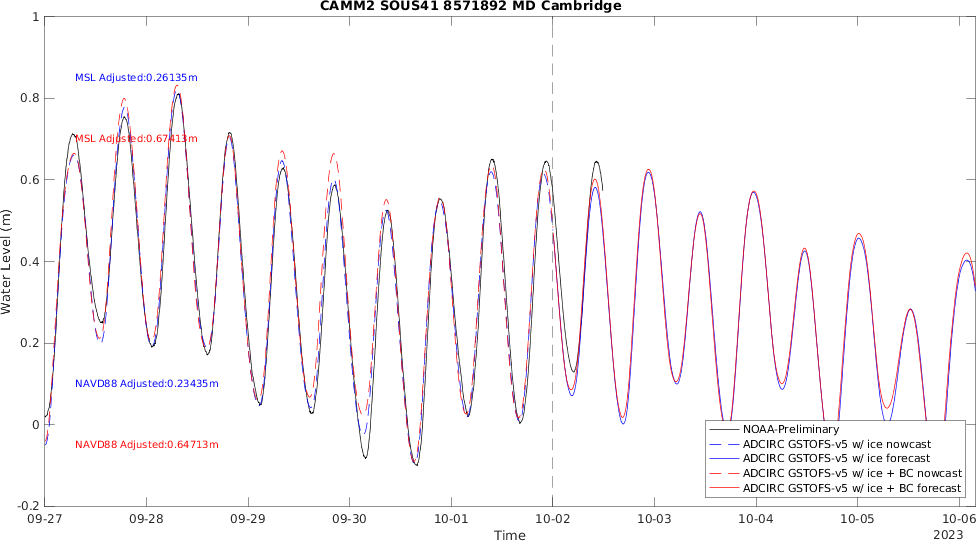 CAMM2 SOUS41 8571892 MD Cambridge
1
0.8
0.6
0.4
0.2
0
-0.2
Water Level (m)
MSL Adjusted:0.26135m
MSL Adjusted:0.67413m
NAVD88 Adjusted:0.23435m
NAVD88 Adjusted:0.64713m
NOAA-Preliminary
ADCIRC GSTOFS-v5 w/ ice nowcast
ADCIRC GSTOFS-v5 w/ ice forecast
ADCIRC GSTOFS-v5 w/ ice + BC nowcast
ADCIRC GSTOFS-v5 w/ ice + BC forecast
09-27 09-28 09-29 09-30 10-01 10-02 10-03 10-04 10-05 10-06
2023
Time